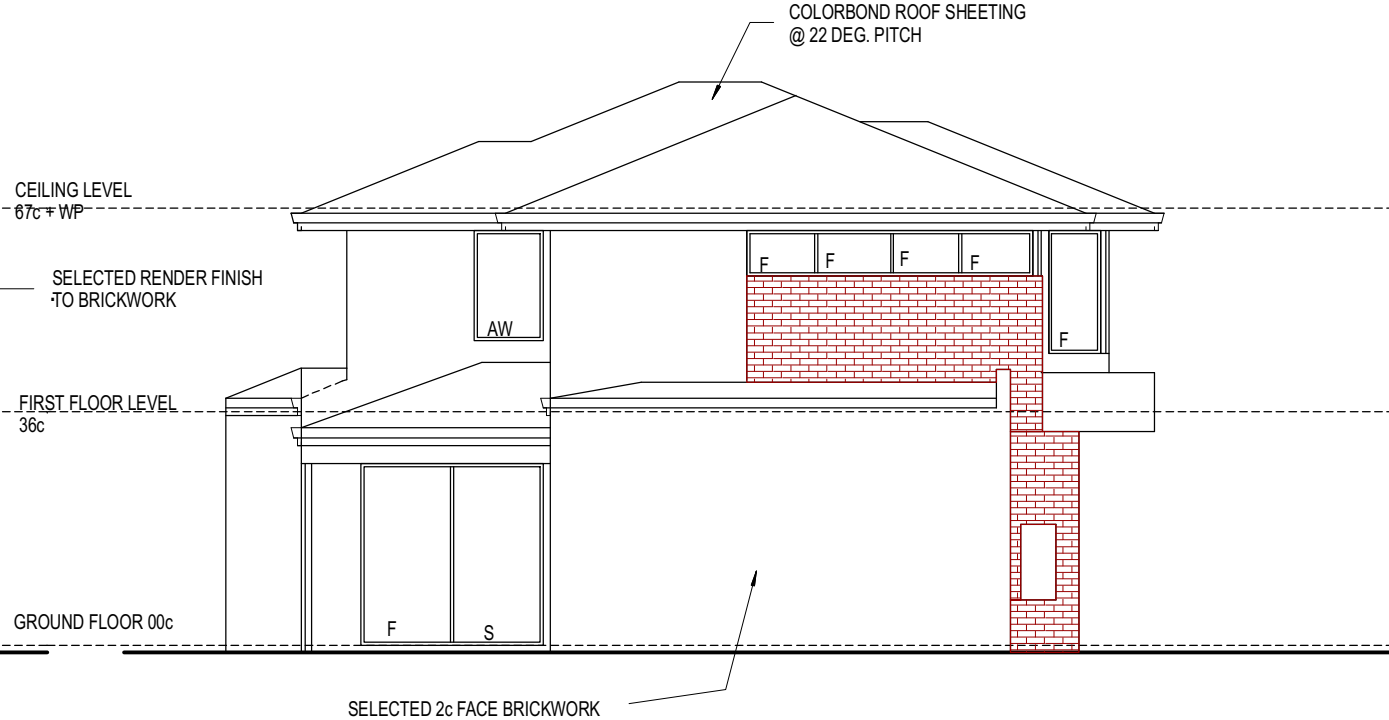 COLORBOND ROOF SHEETING
@ 22 DEG. PITCH
CEILING LEVEL
67c + WP
SELECTED RENDER FINISH
TO BRICKWORK
F F F F
AW
F
FIRST FLOOR LEVEL
36c
GROUND FLOOR 00c
F S
SELECTED 2c FACE BRICKWORK